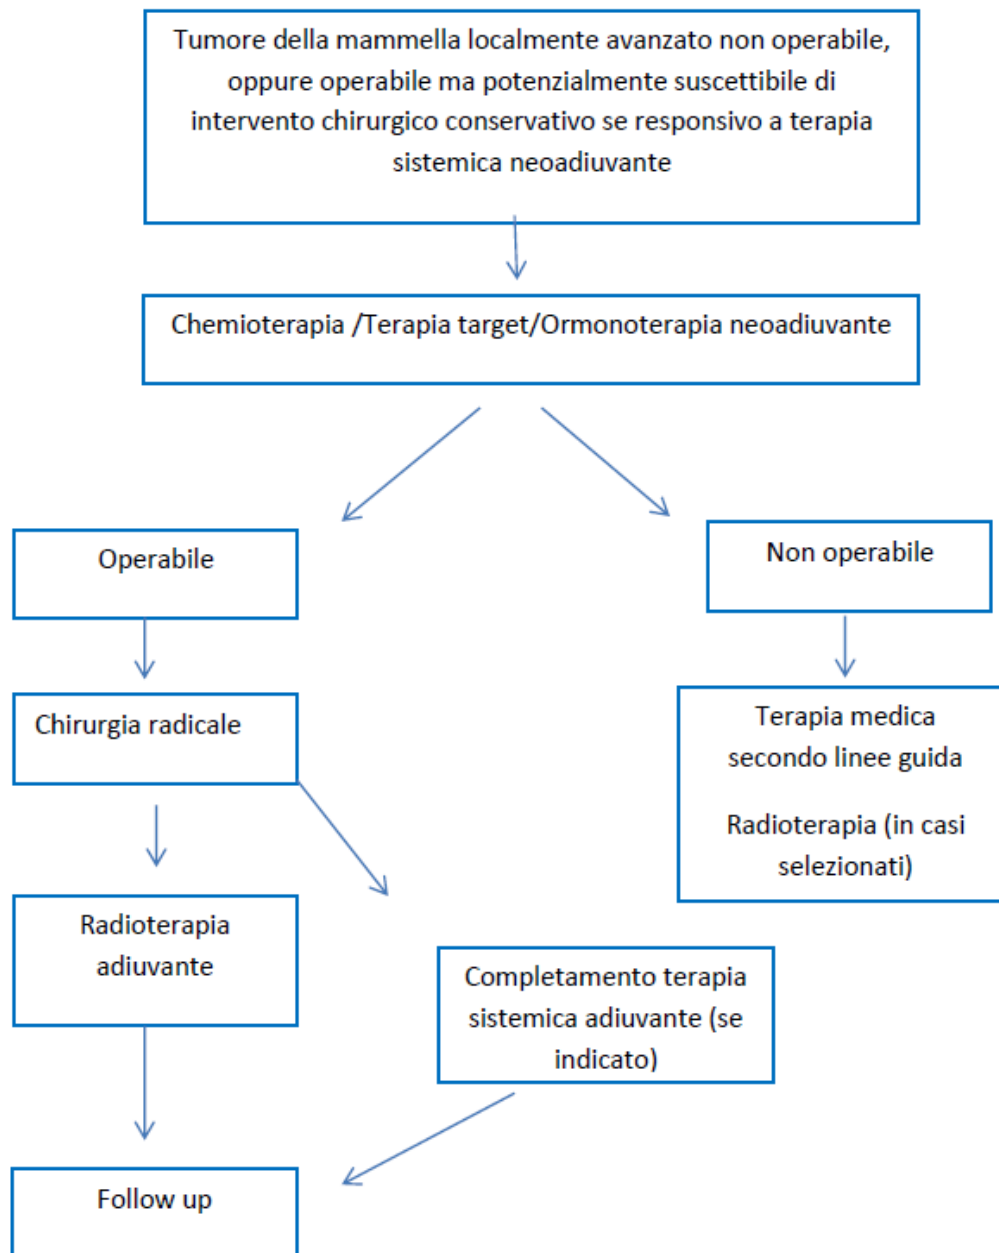 Tumore della mammella localmente avanzato non operabile,
oppure operabile ma potenzialmente suscettibile di
intervento chirurgico conservativo se responsivo a terapia
sistemica neoadiuvante
Chemioterapia /Terapia target/Ormonoterapia neoadiuvante
Operabile
Non operabile
Chirurgia radicale
Terapia medica
secondo linee guida
Radioterapia (in casi
selezionati)
Radioterapia
adiuvante
Completamento terapia
sistemica adiuvante (se
indicato)
Follow up